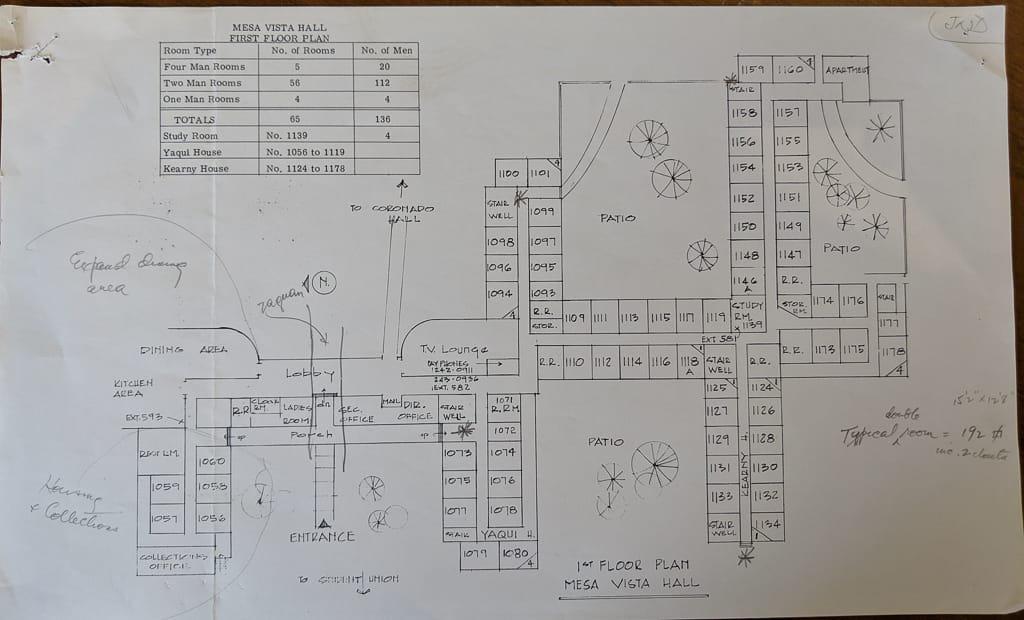 JKD
MESA VISTA HALL
FIRST FLOOR PLAN
Room Type No. of Rooms No. of Men
Four Man Rooms 5 20
Two Man Rooms 56 112
One Man Rooms 4 4
TOTALS 65 136
Study Room No. 1139 4
Yaqui House No. 1056 to 1119
Kearny House No. 1124 to 1178
1159 1160 4 APARTMENT
STAIR
1158 1157
1156 1155
1154 1153
1152 1151
1150 1149
1148 1147
1146 A R.R.
STUDY RM. 1139
STOR. RM.
1174 1176 STAIR
1177
1178 4
R.R. 1173 1175
PATIO
PATIO
1100 1101 4
STAIR WELL 1099
1098 1097
1096 1095
1094 1093
4 R.R.
STOR. 1109 1111 1113 1115 1117 1119
EXT 581
R.R. 1110 1112 1114 1116 1118 A STAIR WELL R.R.
1125 1124
1127 1126
1129 1128
1131 1130
1133 1132
STAIR WELL 1134
KEARNY H.
PATIO
TO CORONADO
HALL
N.
Expand dining
area
zaguan
DINING AREA
Lobby
T.V. LOUNGE
PAY PHONES
1242-0911
243-0936
EXT. 582
KITCHEN
AREA
EXT. 593
R.R CLOAK RM. LADIES ROOM dn SEC. OFFICE MAIL DIR. OFFICE STAIR WELL
1071
R.RM
1072
up Porch up
1073 1074
1075 1076
1077 1078
STAIR YAQUI H.
1079 1080 4
1060
1059 1058
1057 1056
COLLECTIONS
OFFICE
Housing
& Collections
ENTRANCE
TO STUDENT UNION
15'2" x 12'8"
double
Typical room = 192
inc. 2 closets
1ST FLOOR PLAN
MESA VISTA HALL